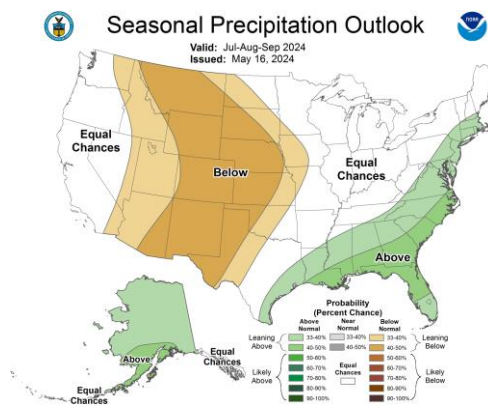 Seasonal Precipitation Outlook
Valid: Jul-Aug-Sep 2024
Issued: May 16, 2024
Equal
Chances
Below
Equal
Chances
Above
Above
Equal
Chances
Equal
Chances
Probability
(Percent Chance)
Above
Normal
Near
Normal
Below
Normal
Leaning
Above
33-40%
33-40%
33-40%
Leaning
Below
40-50%
40-50%
40-50%
Likely
Above
50-60%
Equal
Chances
50-60%
Likely
Below
60-70%
60-70%
70-80%
70-80%
80-90%
80-90%
90-100%
90-100%